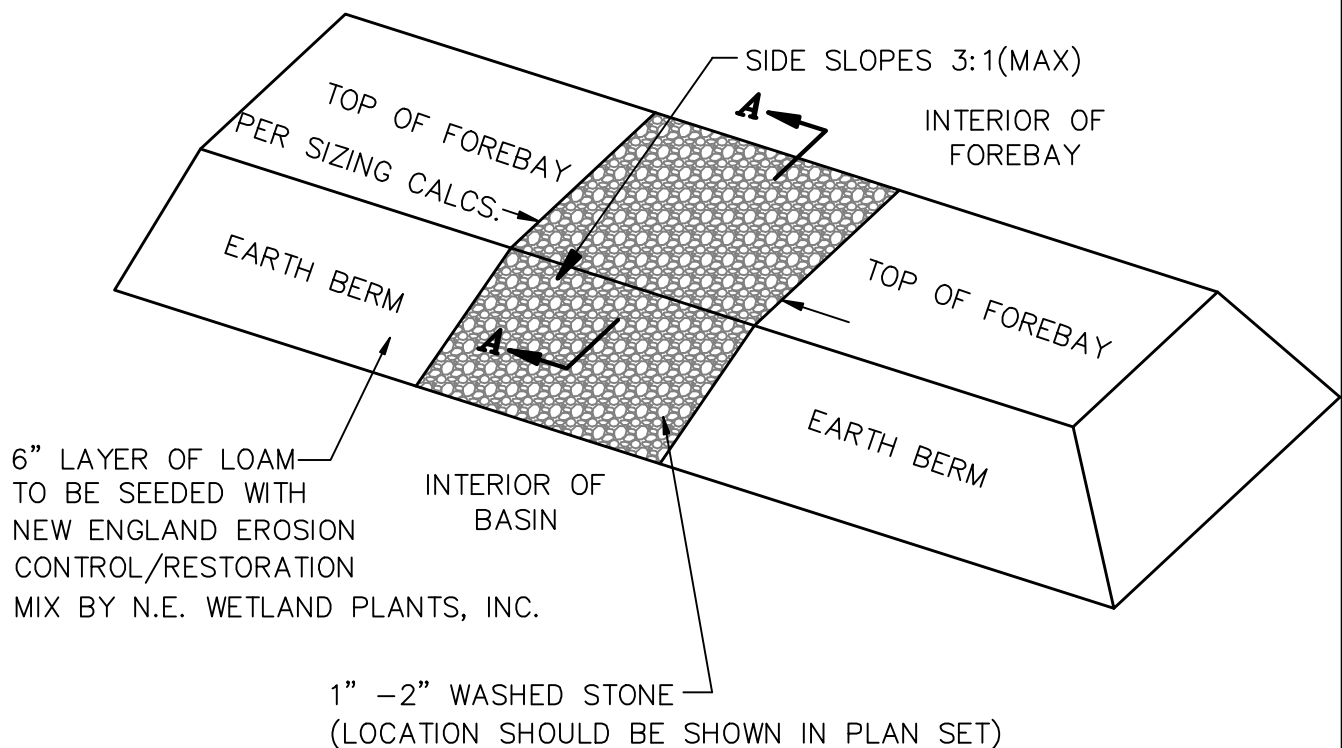 SIDE SLOPES 3:1(MAX)
A
INTERIOR OF
FOREBAY
TOP OF FOREBAY
PER SIZING CALCS.
EARTH BERM
TOP OF FOREBAY
A
EARTH BERM
6” LAYER OF LOAM
TO BE SEEDED WITH
NEW ENGLAND EROSION
CONTROL/RESTORATION
MIX BY N.E. WETLAND PLANTS, INC.
INTERIOR OF
BASIN
1” –2” WASHED STONE
(LOCATION SHOULD BE SHOWN IN PLAN SET)